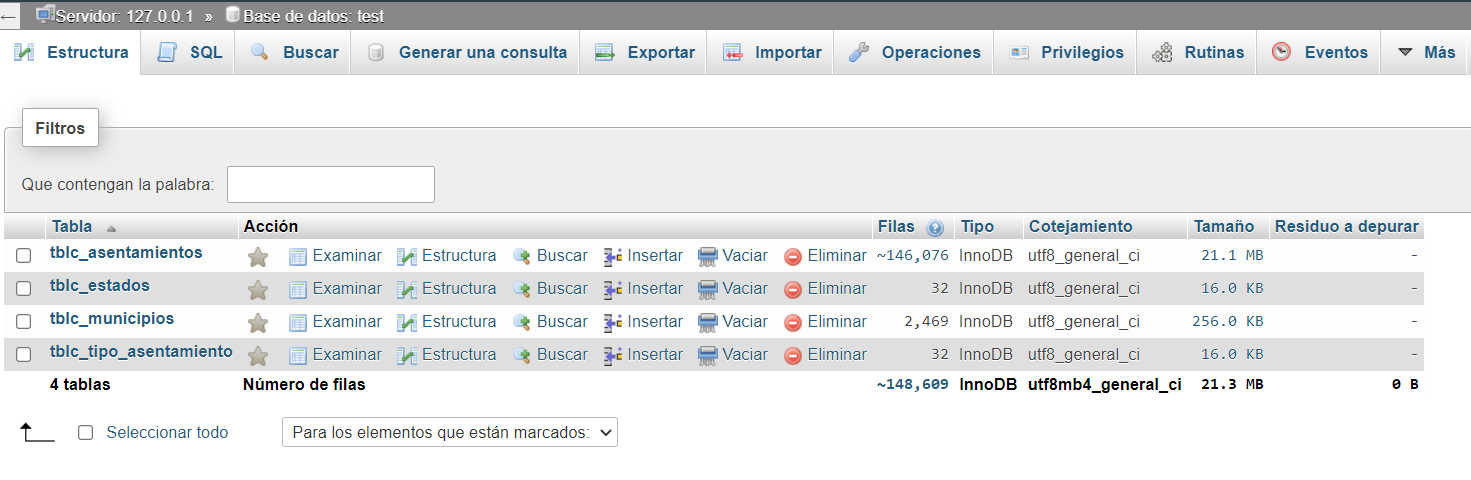 ← Servidor: 127.0.0.1 » Base de datos: test
Estructura SQL Buscar Generar una consulta Exportar Importar Operaciones Privilegios Rutinas Eventos Más
Filtros
Que contengan la palabra:
Tabla Acción Filas Tipo Cotejamiento Tamaño Residuo a depurar
tblc_asentamientos Examinar Estructura Buscar Insertar Vaciar Eliminar ~146,076 InnoDB utf8_general_ci 21.1 MB -
tblc_estados Examinar Estructura Buscar Insertar Vaciar Eliminar 32 InnoDB utf8_general_ci 16.0 KB -
tblc_municipios Examinar Estructura Buscar Insertar Vaciar Eliminar 2,469 InnoDB utf8_general_ci 256.0 KB -
tblc_tipo_asentamiento Examinar Estructura Buscar Insertar Vaciar Eliminar 32 InnoDB utf8_general_ci 16.0 KB -
4 tablas Número de filas ~148,609 InnoDB utf8mb4_general_ci 21.3 MB 0 B
Seleccionar todo Para los elementos que están marcados: